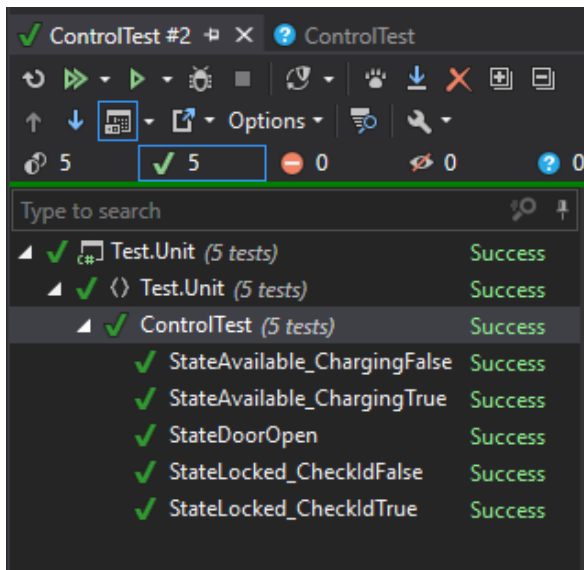 ControlTest #2 ControlTest
Options
5 5 0 0 0
Type to search
C# Test.Unit (5 tests) Success
Test.Unit (5 tests) Success
ControlTest (5 tests) Success
StateAvailable_ChargingFalse Success
StateAvailable_ChargingTrue Success
StateDoorOpen Success
StateLocked_CheckIdFalse Success
StateLocked_CheckIdTrue Success